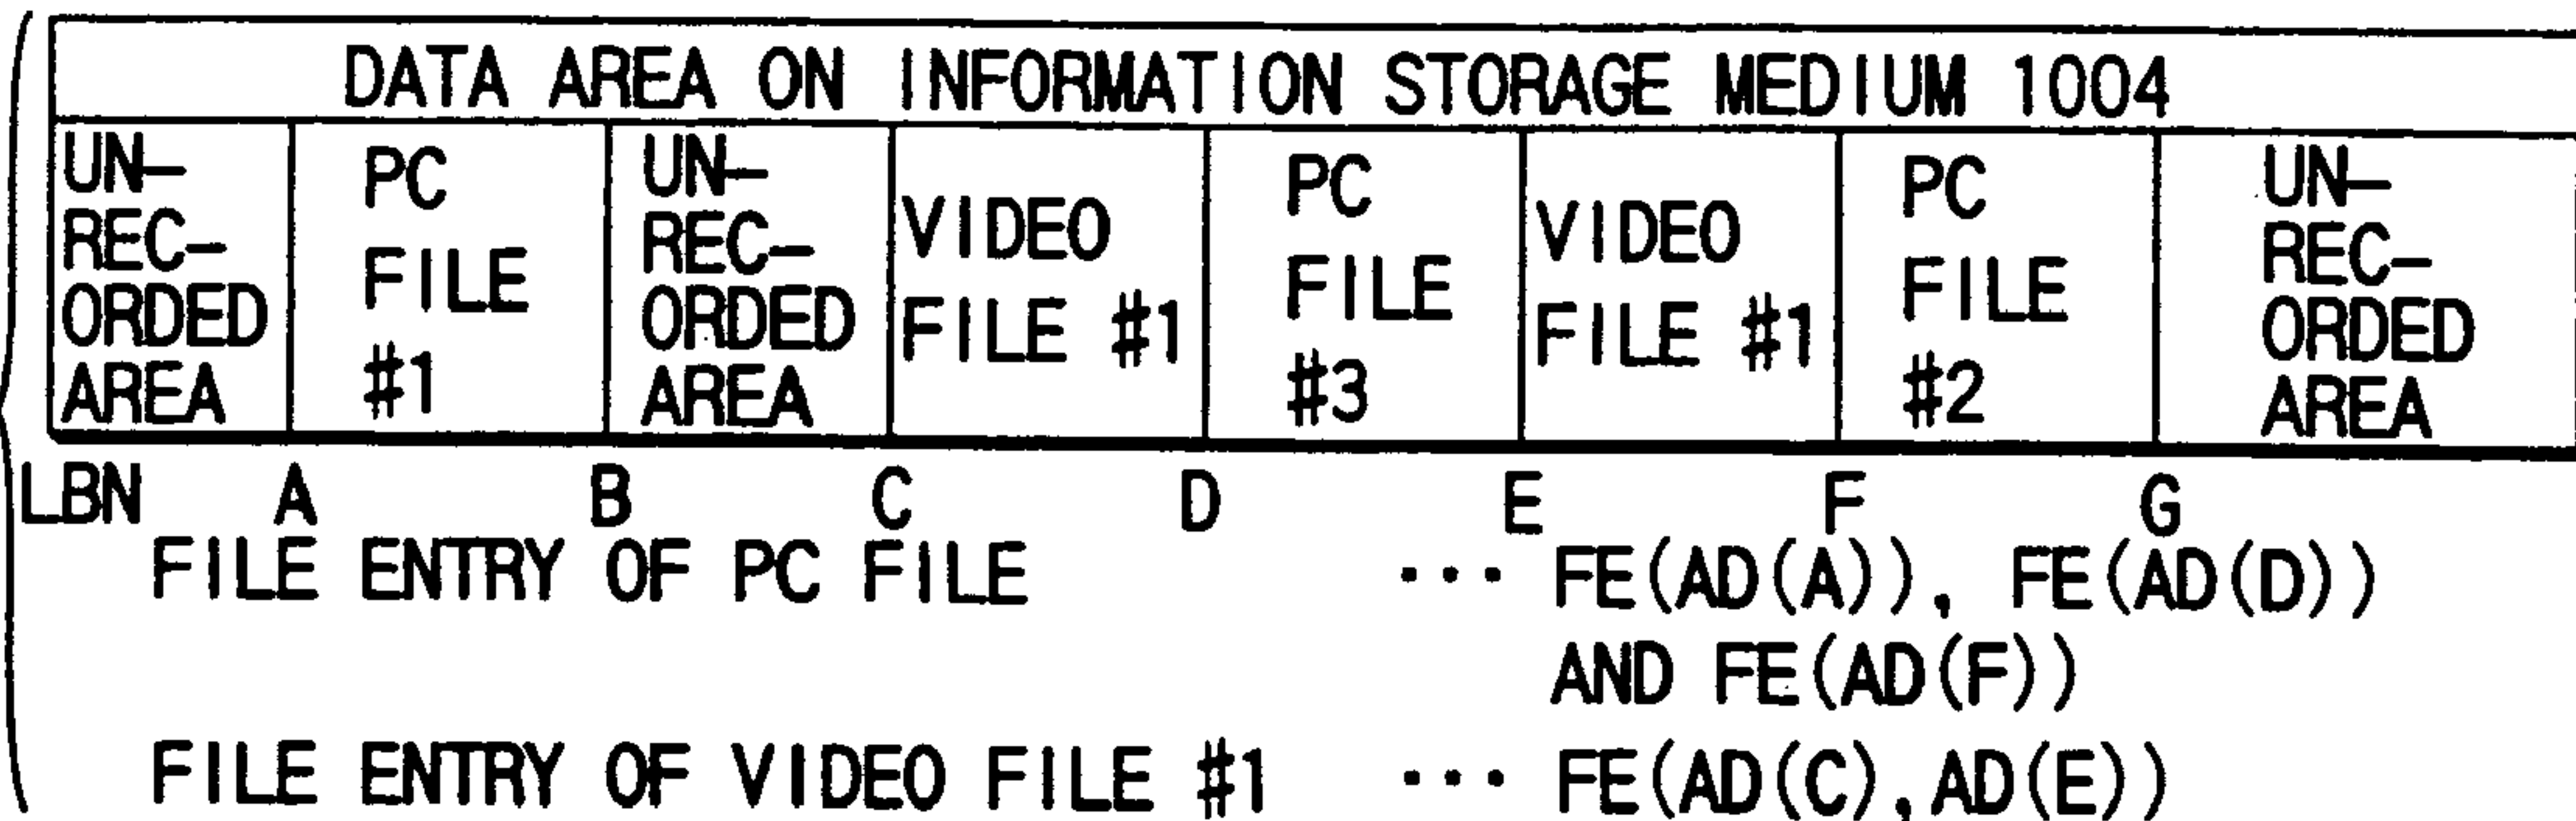 DATA AREA ON INFORMATION STORAGE MEDIUM 1004
UN-
REC-
ORDED
AREA
PC
FILE
#1
UN-
REC-
ORDED
AREA
VIDEO
FILE #1
PC
FILE
#3
VIDEO
FILE #1
PC
FILE
#2
UN-
REC-
ORDED
AREA
LBN A B C D E F G
FILE ENTRY OF PC FILE ··· FE(AD(A)), FE(AD(D))
AND FE(AD(F))
FILE ENTRY OF VIDEO FILE #1 ··· FE(AD(C),AD(E))